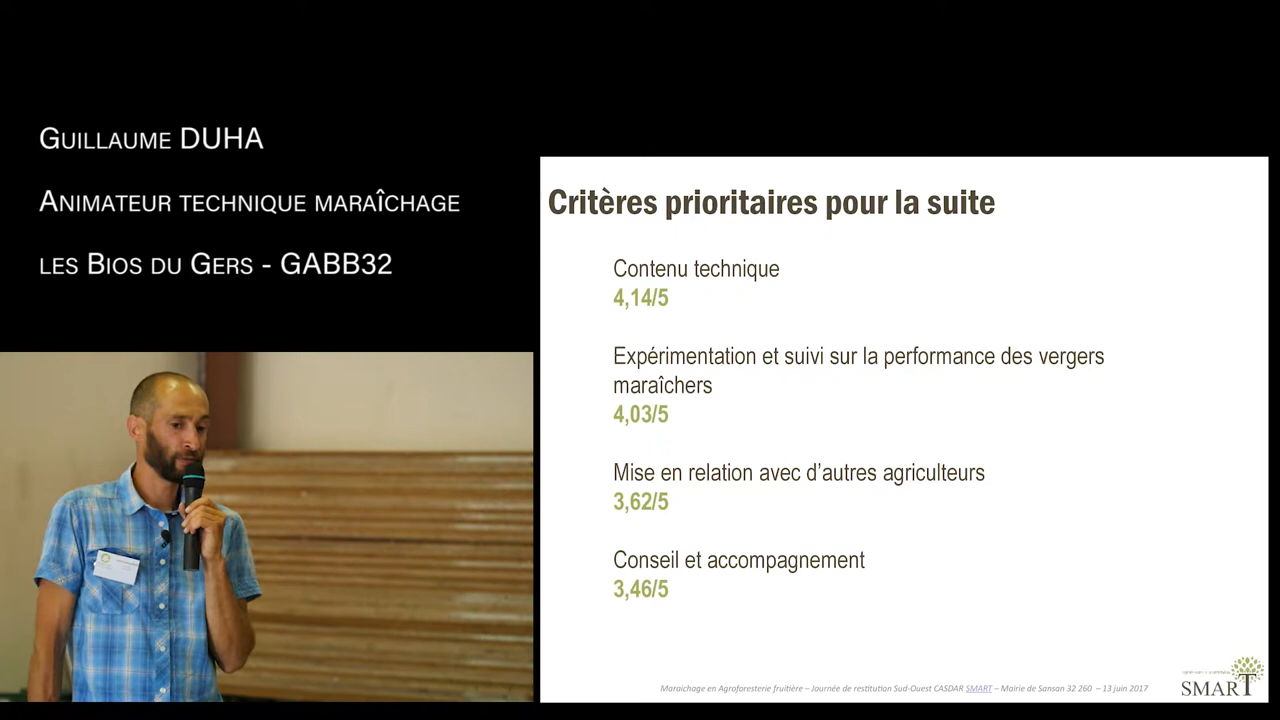 Guillaume DUHA
Animateur technique maraîchage
les Bios du Gers - GABB32
Critères prioritaires pour la suite
Contenu technique
4,14/5
Expérimentation et suivi sur la performance des vergers
maraîchers
4,03/5
Mise en relation avec d’autres agriculteurs
3,62/5
Conseil et accompagnement
3,46/5
Maraichage en Agroforesterie fruitière – Journée de restitution Sud-Ouest CASDAR SMART – Mairie de Sansan 32 260 – 13 juin 2017
SMART